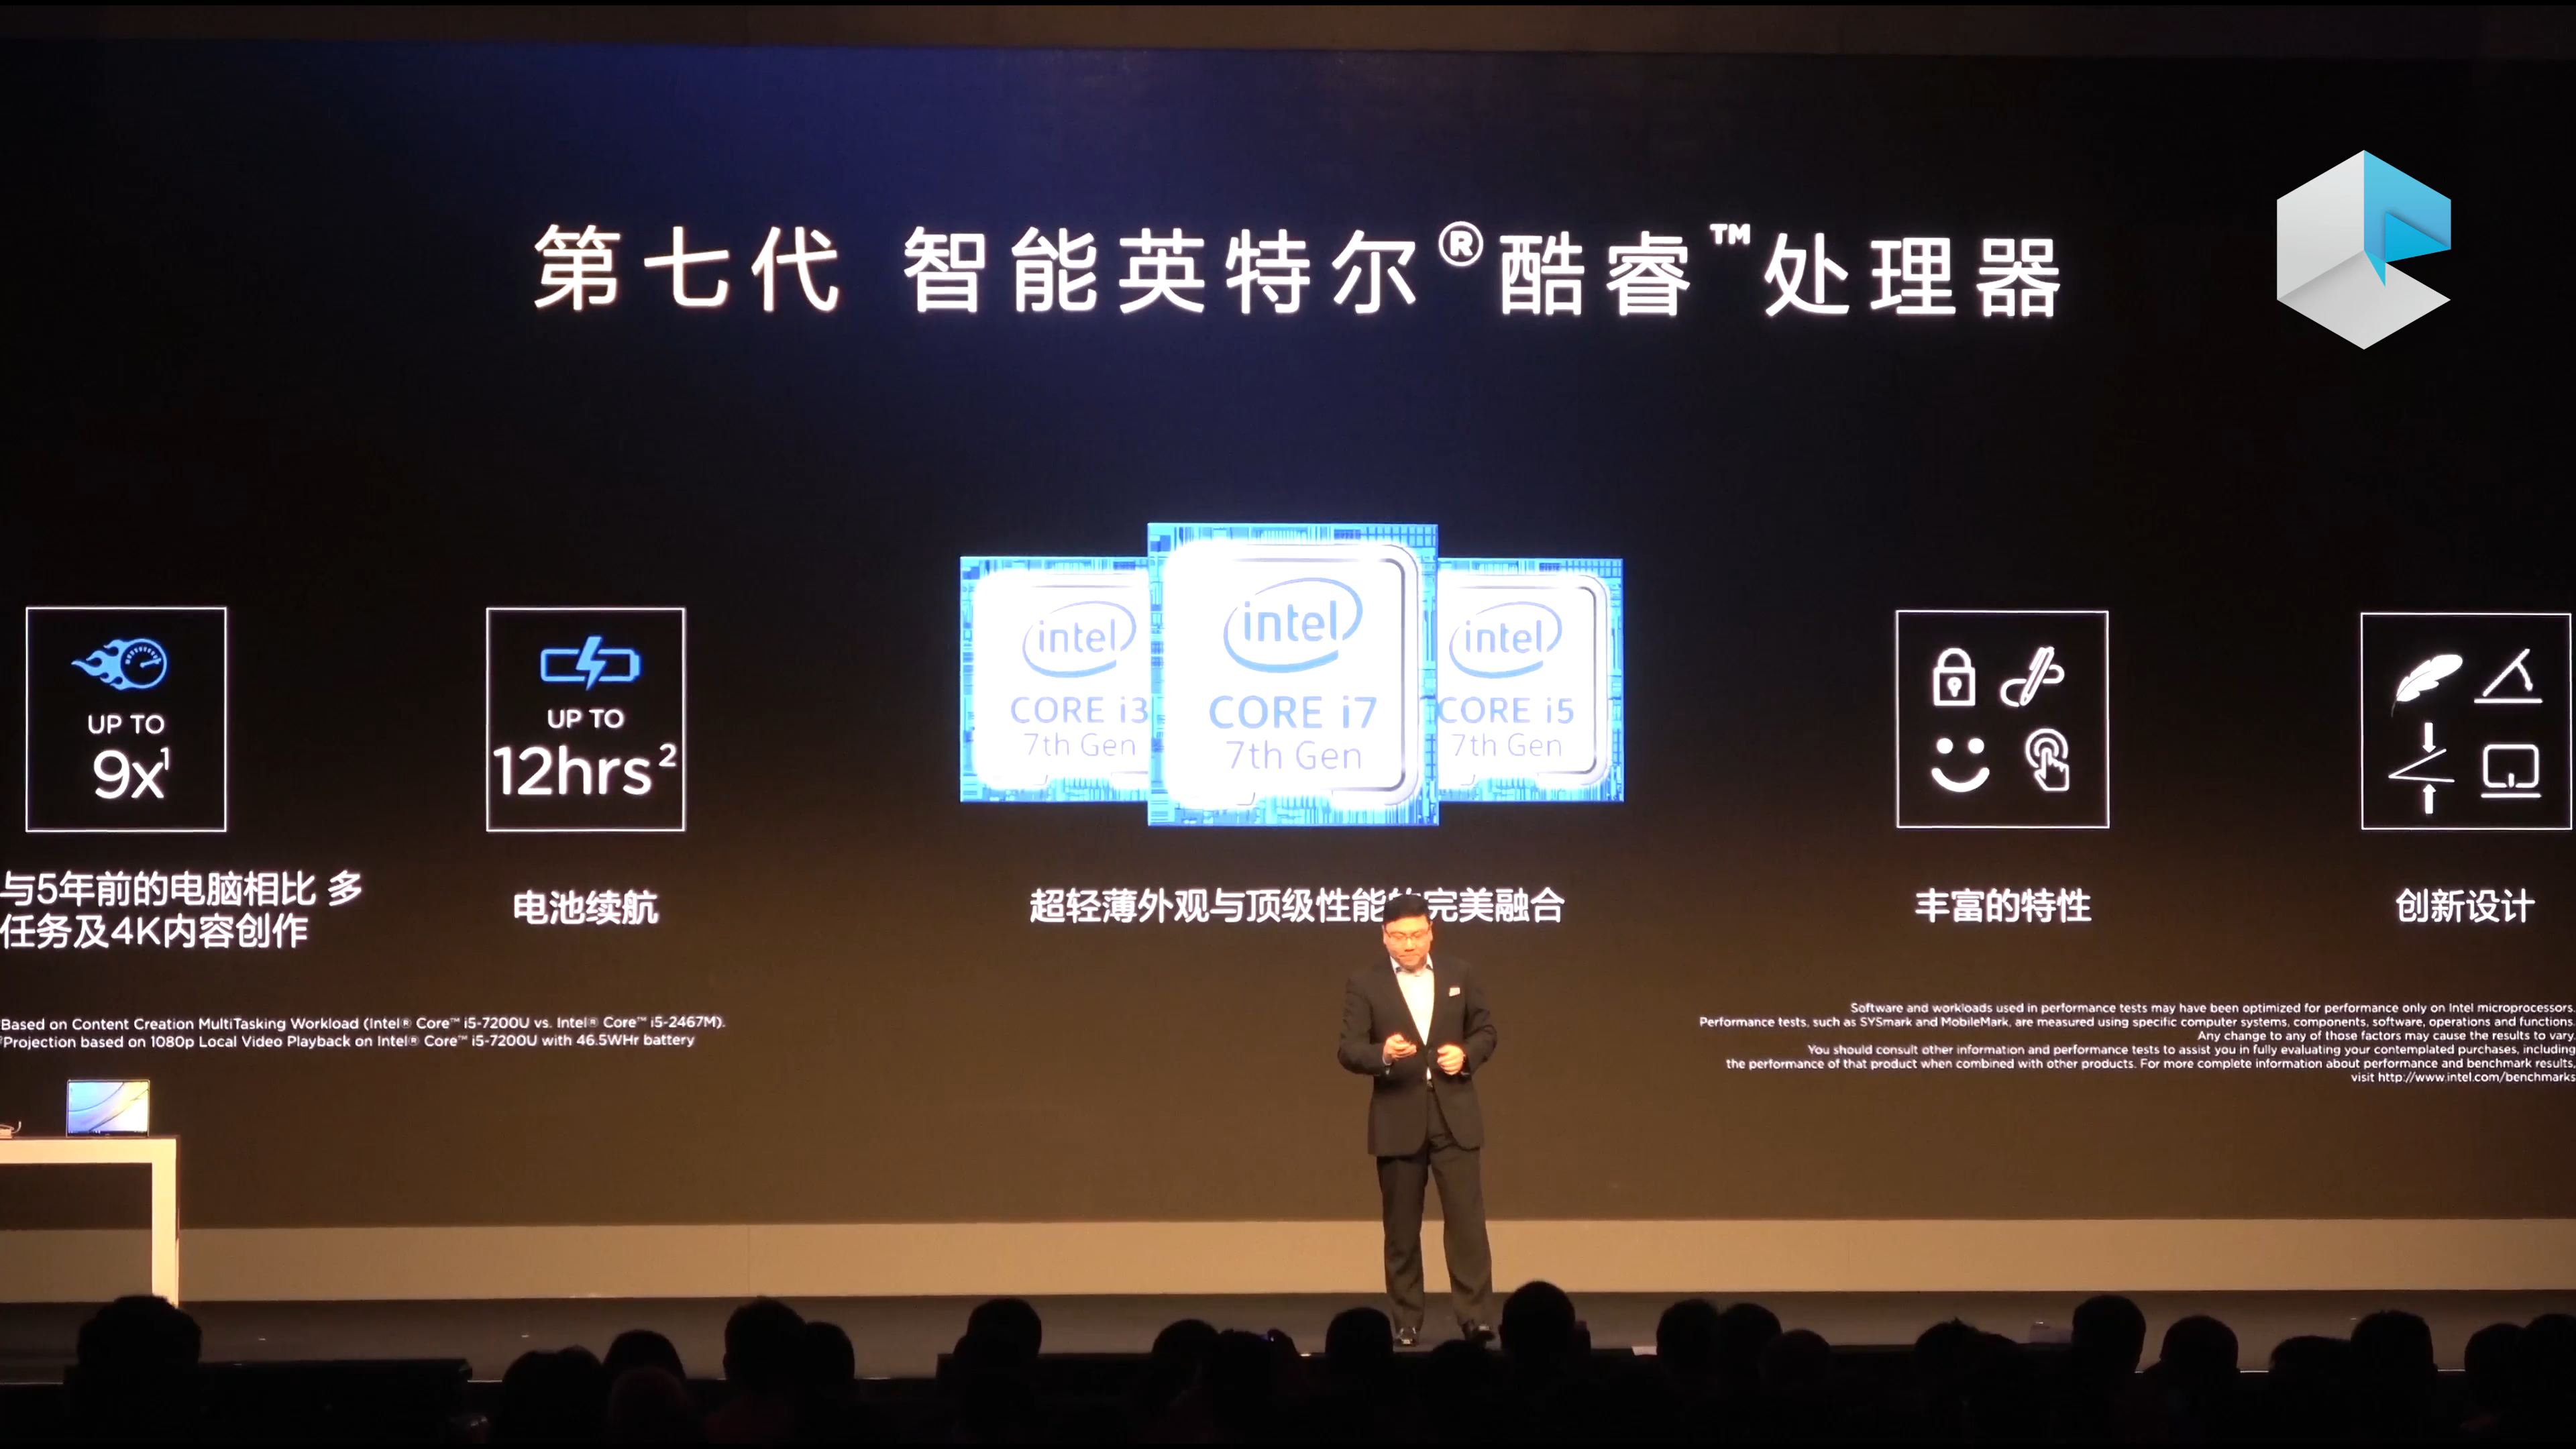 第七代 智能英特尔®酷睿™处理器
UP TO
9x¹
与5年前的电脑相比 多
任务及4K内容创作
UP TO
12hrs²
电池续航
intel
CORE i3
7th Gen
intel
CORE i7
7th Gen
intel
CORE i5
7th Gen
超轻薄外观与顶级性能 完美融合
丰富的特性
创新设计
Based on Content Creation MultiTasking Workload (Intel® Core™ i5-7200U vs. Intel® Core™ i5-2467M).
²Projection based on 1080p Local Video Playback on Intel® Core™ i5-7200U with 46.5WHr battery
Software and workloads used in performance tests may have been optimized for performance only on Intel microprocessors.
Performance tests, such as SYSmark and MobileMark, are measured using specific computer systems, components, software, operations and functions.
Any change to any of those factors may cause the results to vary.
You should consult other information and performance tests to assist you in fully evaluating your contemplated purchases, including
the performance of that product when combined with other products. For more complete information about performance and benchmark results,
visit http://www.intel.com/benchmarks